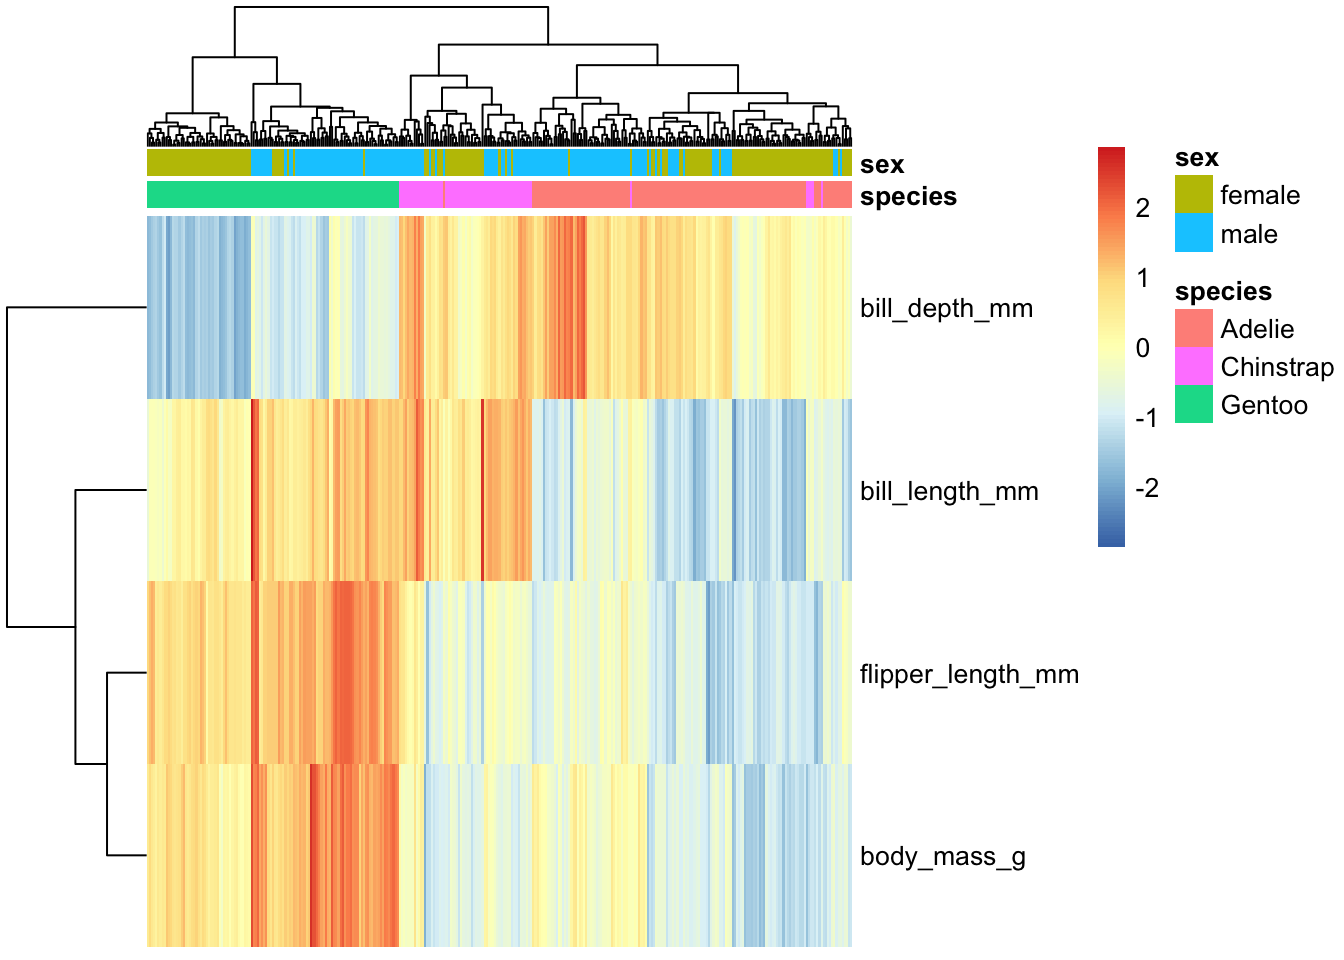 sex
species
bill_depth_mm
bill_length_mm
flipper_length_mm
body_mass_g
2
1
0
-1
-2
sex
female
male
species
Adelie
Chinstrap
Gentoo